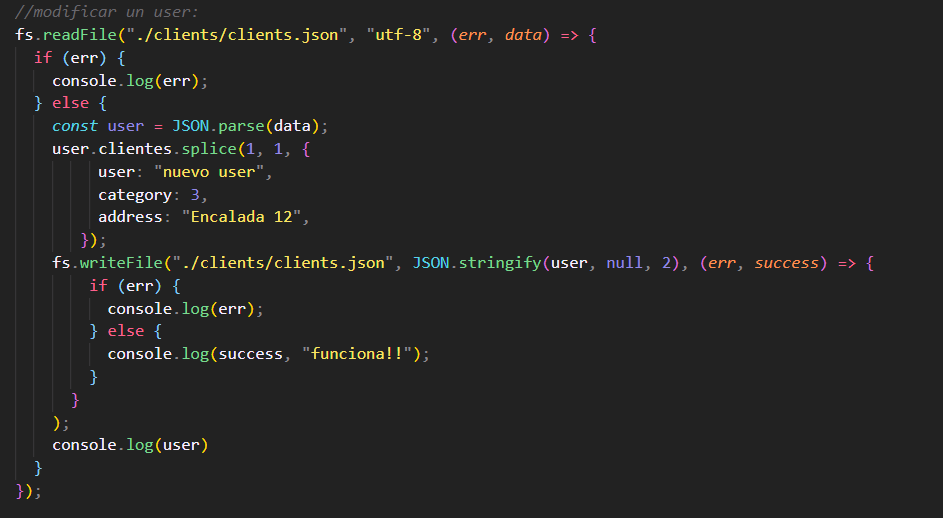 //modificar un user:
fs.readFile("./clients/clients.json", "utf-8", (err, data) => {
  if (err) {
    console.log(err);
  } else {
    const user = JSON.parse(data);
    user.clientes.splice(1, 1, {
         user: "nuevo user",
         category: 3,
         address: "Encalada 12",
       });
    fs.writeFile("./clients/clients.json", JSON.stringify(user, null, 2), (err, success) => {
        if (err) {
          console.log(err);
        } else {
          console.log(success, "funciona!!");
        }
      }
    );
    console.log(user)
  }
});